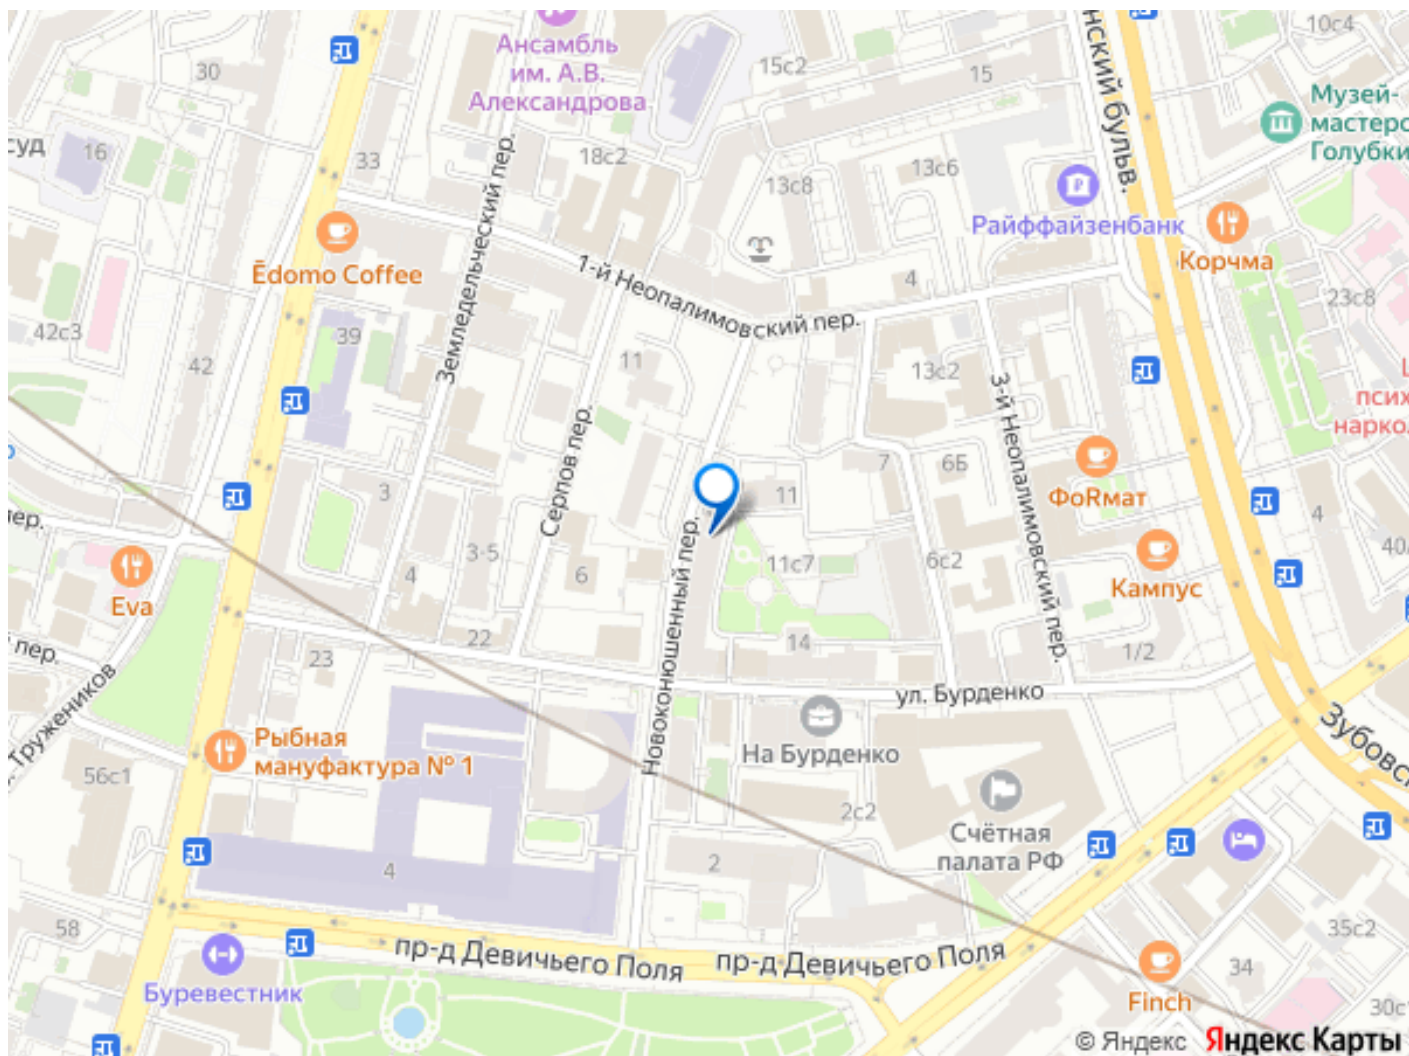 30
Ансамбль
им. А.В.
Александрова
15с2
15
10с4
нский бульв.
Музей-
мастерс
Голубки
суд
16
33
18с2
13с8
13с6
Райффайзенбанк
Корчма
Ēdomo Coffee
Земледельческий пер.
1-й Неопалимовский пер.
4
23с8
42с3
42
39
11
13с2
3-й Неопалимовский пер.
псих
нарко
Серпов пер.
3
7
6Б
ФоRмат
11
4
пер.
Eva
3-5
4
6
Новоконюшенный пер.
11с7
6с2
Кампус
40/
пер.
Тружеников
22
23
14
1/2
ул. Бурденко
Зубовск
Рыбная
мануфактура № 1
На Бурденко
56с1
2с2
Счётная
палата РФ
4
2
58
пр-д Девичьего Поля
пр-д Девичьего Поля
35с2
34
Буревестник
Finch
30с
© Яндекс Яндекс Карты